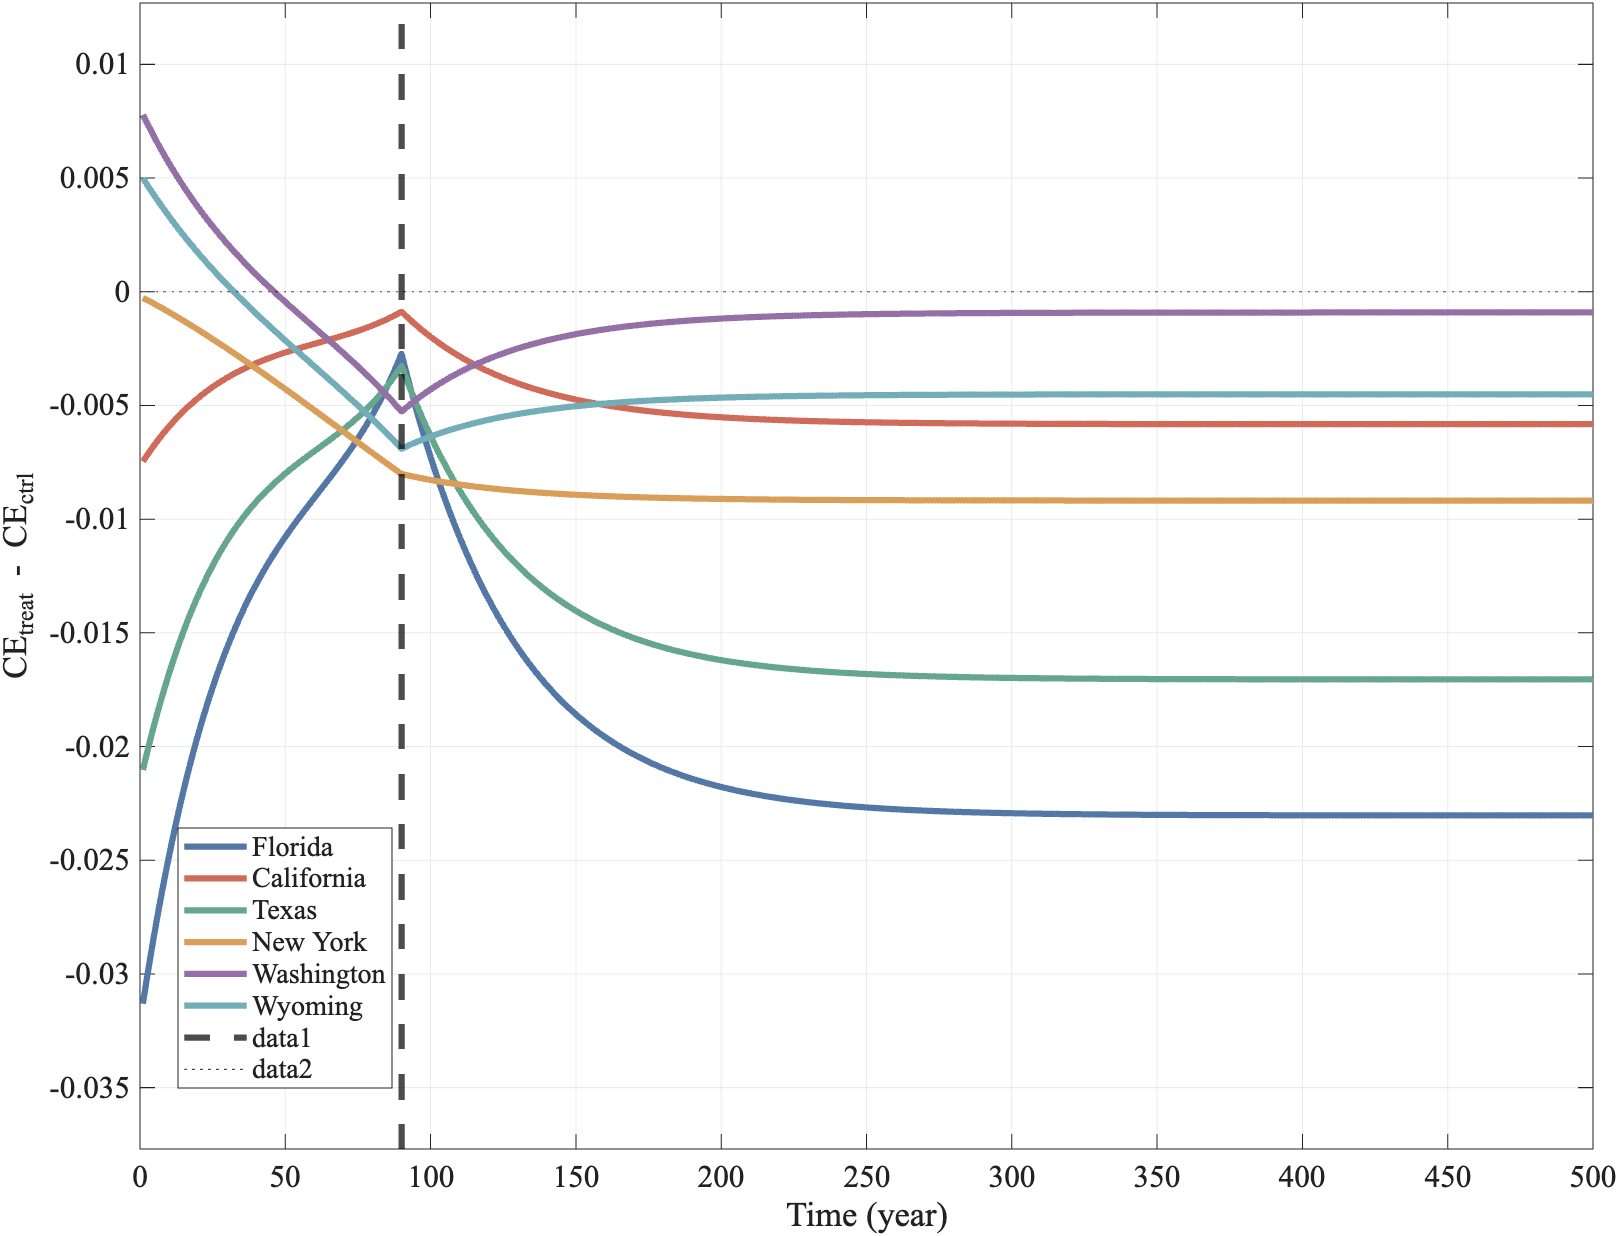 0.01
0.005
0
-0.005
-0.01
-0.015
-0.02
-0.025
-0.03
-0.035
CEtreat - CEctrl
Florida
California
Texas
New York
Washington
Wyoming
data1
data2
0 50 100 150 200 250 300 350 400 450 500
Time (year)